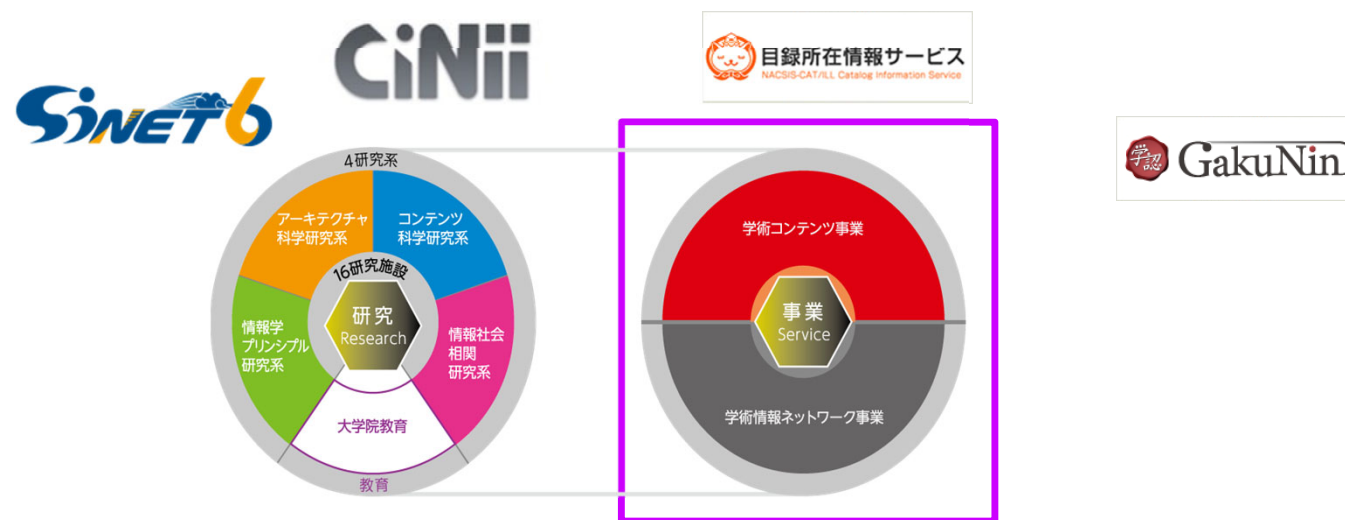 CiNii
目録所在情報サービス
NACSIS-CAT/ILL Catalog Information Service
SINET6
学認 GakuNin
4研究系
アーキテクチャ
科学研究系
コンテンツ
科学研究系
16研究施設
研究
Research
情報学
プリンシプル
研究系
情報社会
相関
研究系
大学院教育
教育
学術コンテンツ事業
事業
Service
学術情報ネットワーク事業